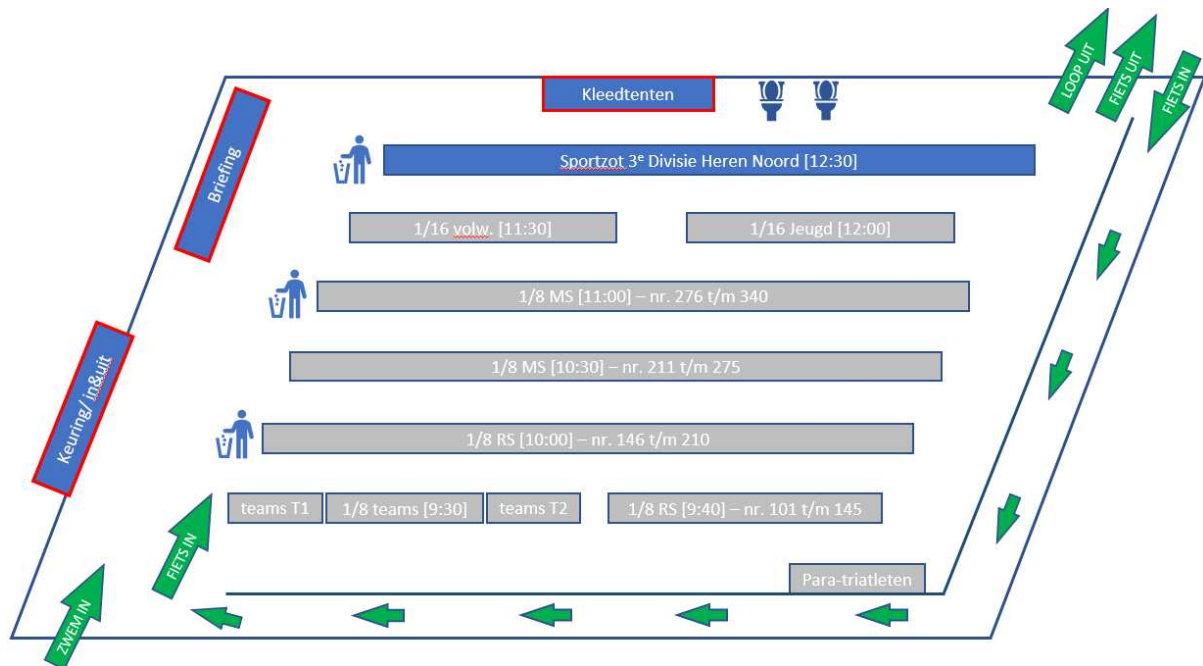 LOOP UIT
FIETS UIT
FIETS IN
Kleedtenten
Briefing
Sportzot 3e Divisie Heren Noord [12:30]
1/16 volw. [11:30]
1/16 Jeugd [12:00]
1/8 MS [11:00] – nr. 276 t/m 340
Keuring/ in&uit
1/8 MS [10:30] – nr. 211 t/m 275
1/8 RS [10:00] – nr. 146 t/m 210
teams T1
1/8 teams [9:30]
teams T2
1/8 RS [9:40] – nr. 101 t/m 145
FIETS IN
Para-triatleten
ZWEM IN